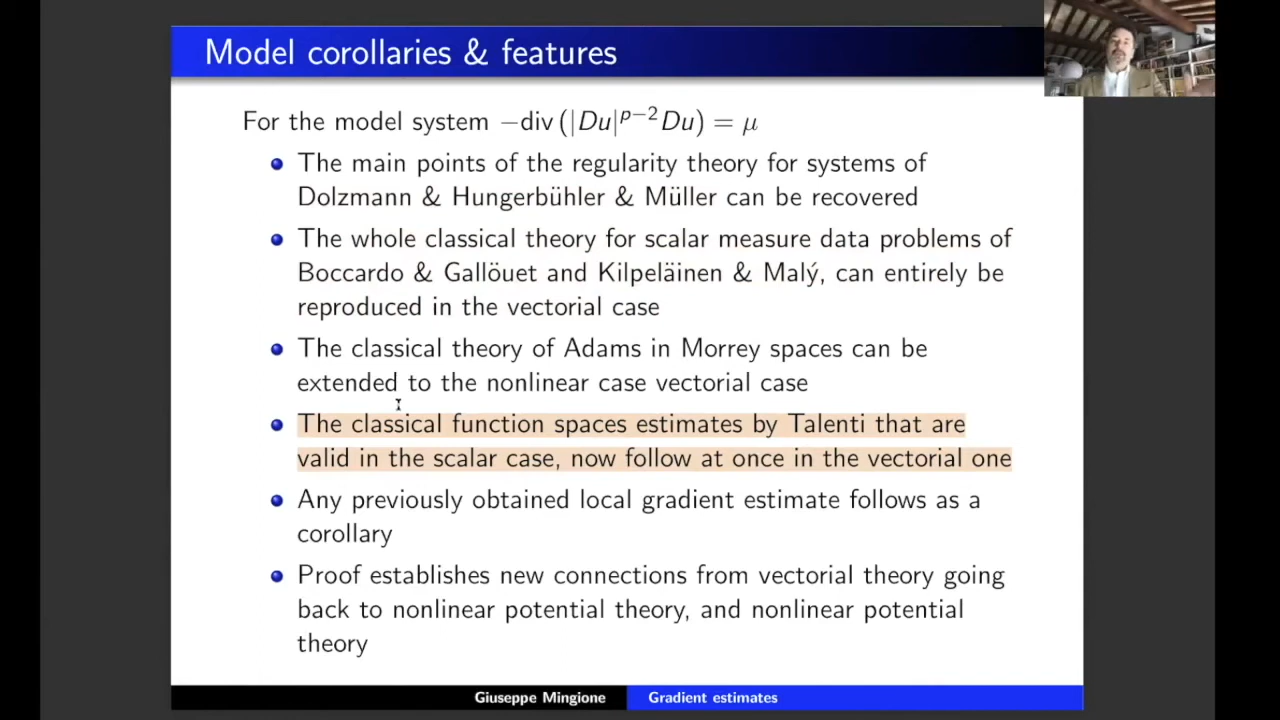 Model corollaries & features
For the model system −div (|Du|^{p−2}Du) = μ
The main points of the regularity theory for systems of
Dolzmann & Hungerbühler & Müller can be recovered
The whole classical theory for scalar measure data problems of
Boccardo & Gallöuet and Kilpeläinen & Malý, can entirely be
reproduced in the vectorial case
The classical theory of Adams in Morrey spaces can be
extended to the nonlinear case vectorial case
The classical function spaces estimates by Talenti that are
valid in the scalar case, now follow at once in the vectorial one
Any previously obtained local gradient estimate follows as a
corollary
Proof establishes new connections from vectorial theory going
back to nonlinear potential theory, and nonlinear potential
theory
Giuseppe Mingione Gradient estimates